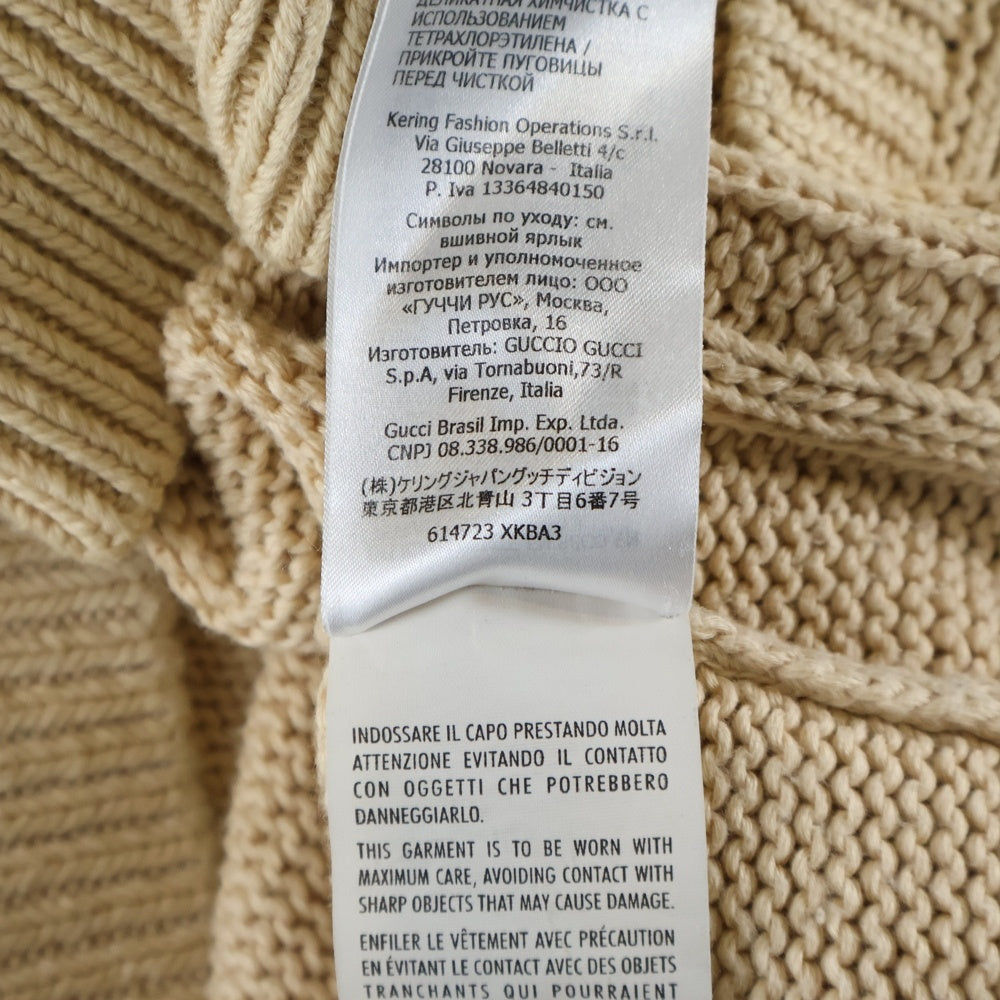 ДЕЛИКАТНАЯ ХИМЧИСТКА С
ИСПОЛЬЗОВАНИЕМ
ТЕТРАХЛОРЭТИЛЕНА /
ПРИКРОЙТЕ ПУГОВИЦЫ
ПЕРЕД ЧИСТКОЙ
Kering Fashion Operations S.r.l.
Via Giuseppe Belletti 4/c
28100 Novara - Italia
P. Iva 13364840150
Символы по уходу: см.
вшивной ярлык
Импортер и уполномоченное
изготовителем лицо: ООО
«ГУЧЧИ РУС», Москва,
Петровка, 16
Изготовитель: GUCCIO GUCCI
S.p.A, via Tornabuoni,73/R
Firenze, Italia
Gucci Brasil Imp. Exp. Ltda.
CNPJ 08.338.986/0001-16
(株)ケリングジャパングッチディビジョン
東京都港区北青山 3丁目6番7号
614723 XKBA3
INDOSSARE IL CAPO PRESTANDO MOLTA
ATTENZIONE EVITANDO IL CONTATTO
CON OGGETTI CHE POTREBBERO
DANNEGGIARLO.
THIS GARMENT IS TO BE WORN WITH
MAXIMUM CARE, AVOIDING CONTACT WITH
SHARP OBJECTS THAT MAY CAUSE DAMAGE.
ENFILER LE VÊTEMENT AVEC PRÉCAUTION
EN ÉVITANT LE CONTACT AVEC DES OBJETS
TRANCHANTS QUI POURRAIENT